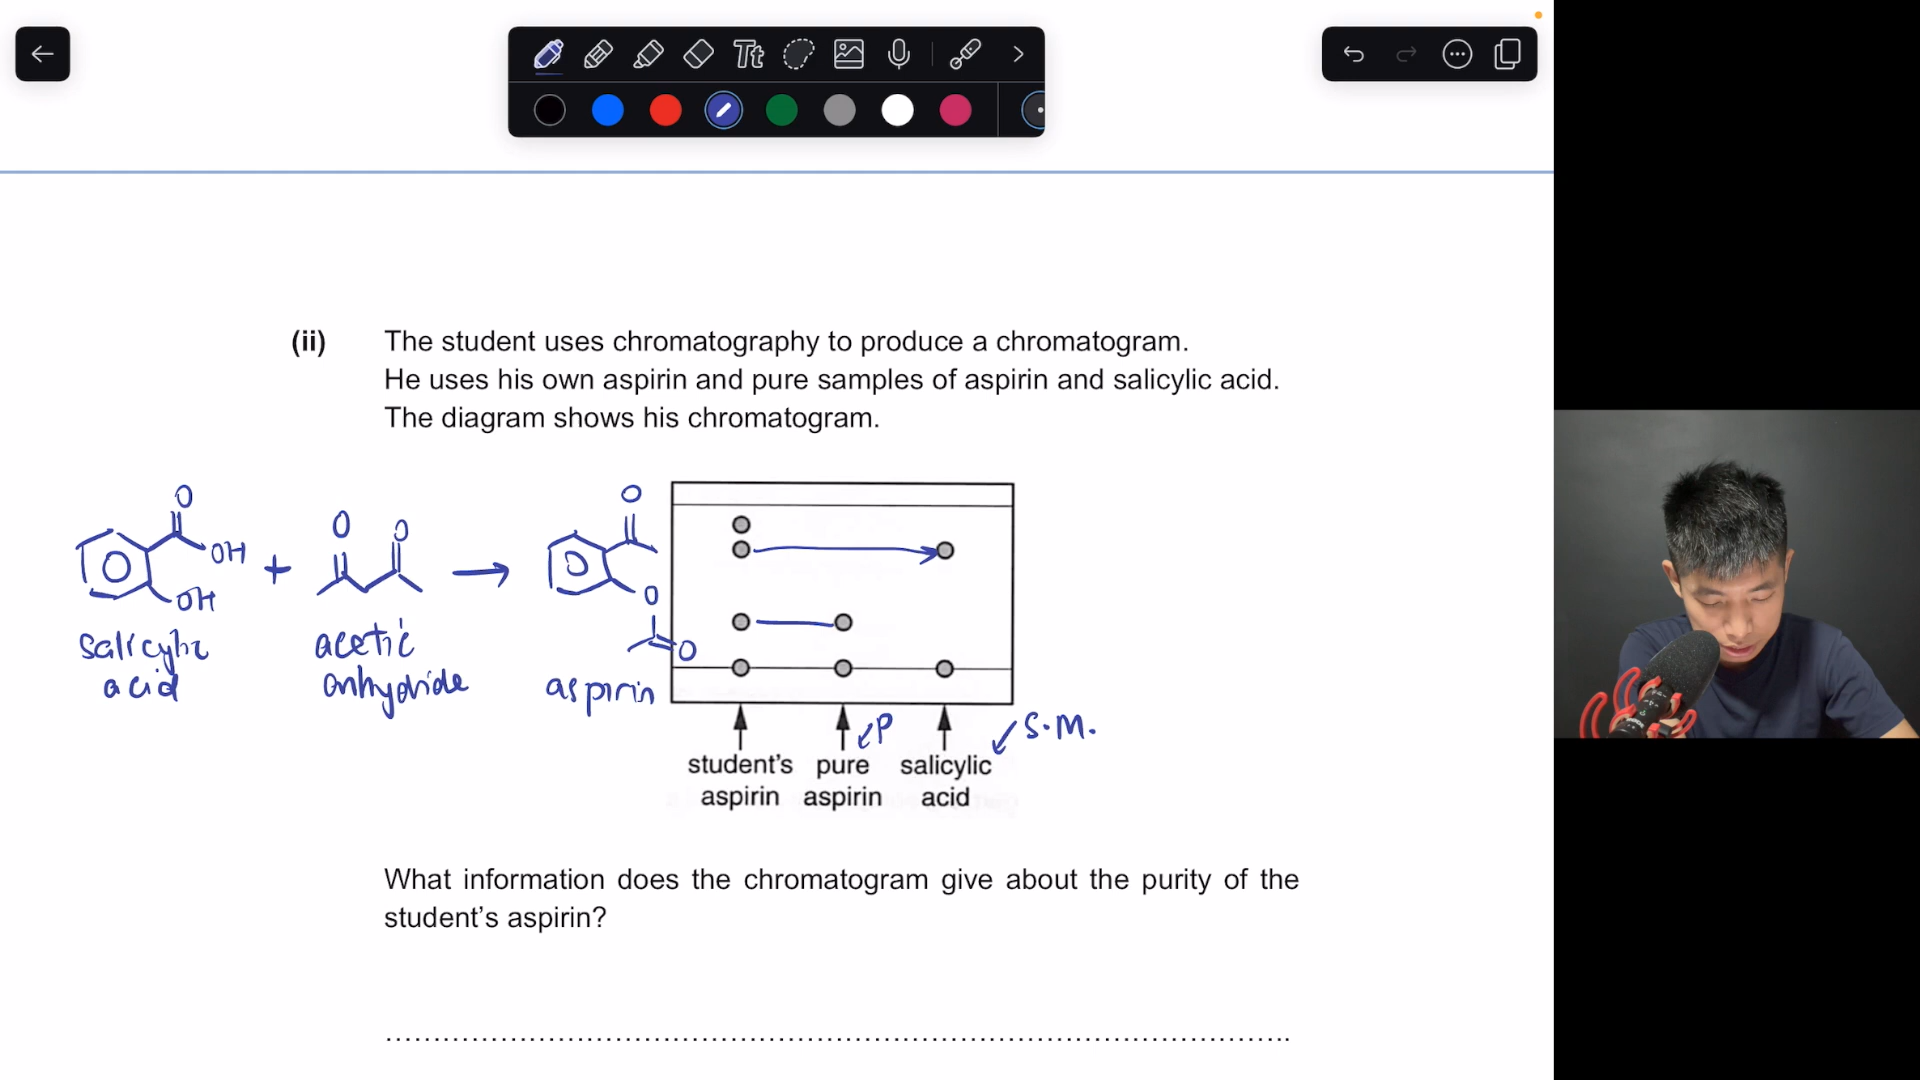 Tt
(ii) The student uses chromatography to produce a chromatogram.
He uses his own aspirin and pure samples of aspirin and salicylic acid.
The diagram shows his chromatogram.
O
OH
OH
salicylic
acid
+
O
O
acetic
anhydride
O
O
O
aspirin
P
S.M.
student's pure salicylic
aspirin aspirin acid
What information does the chromatogram give about the purity of the
student's aspirin?